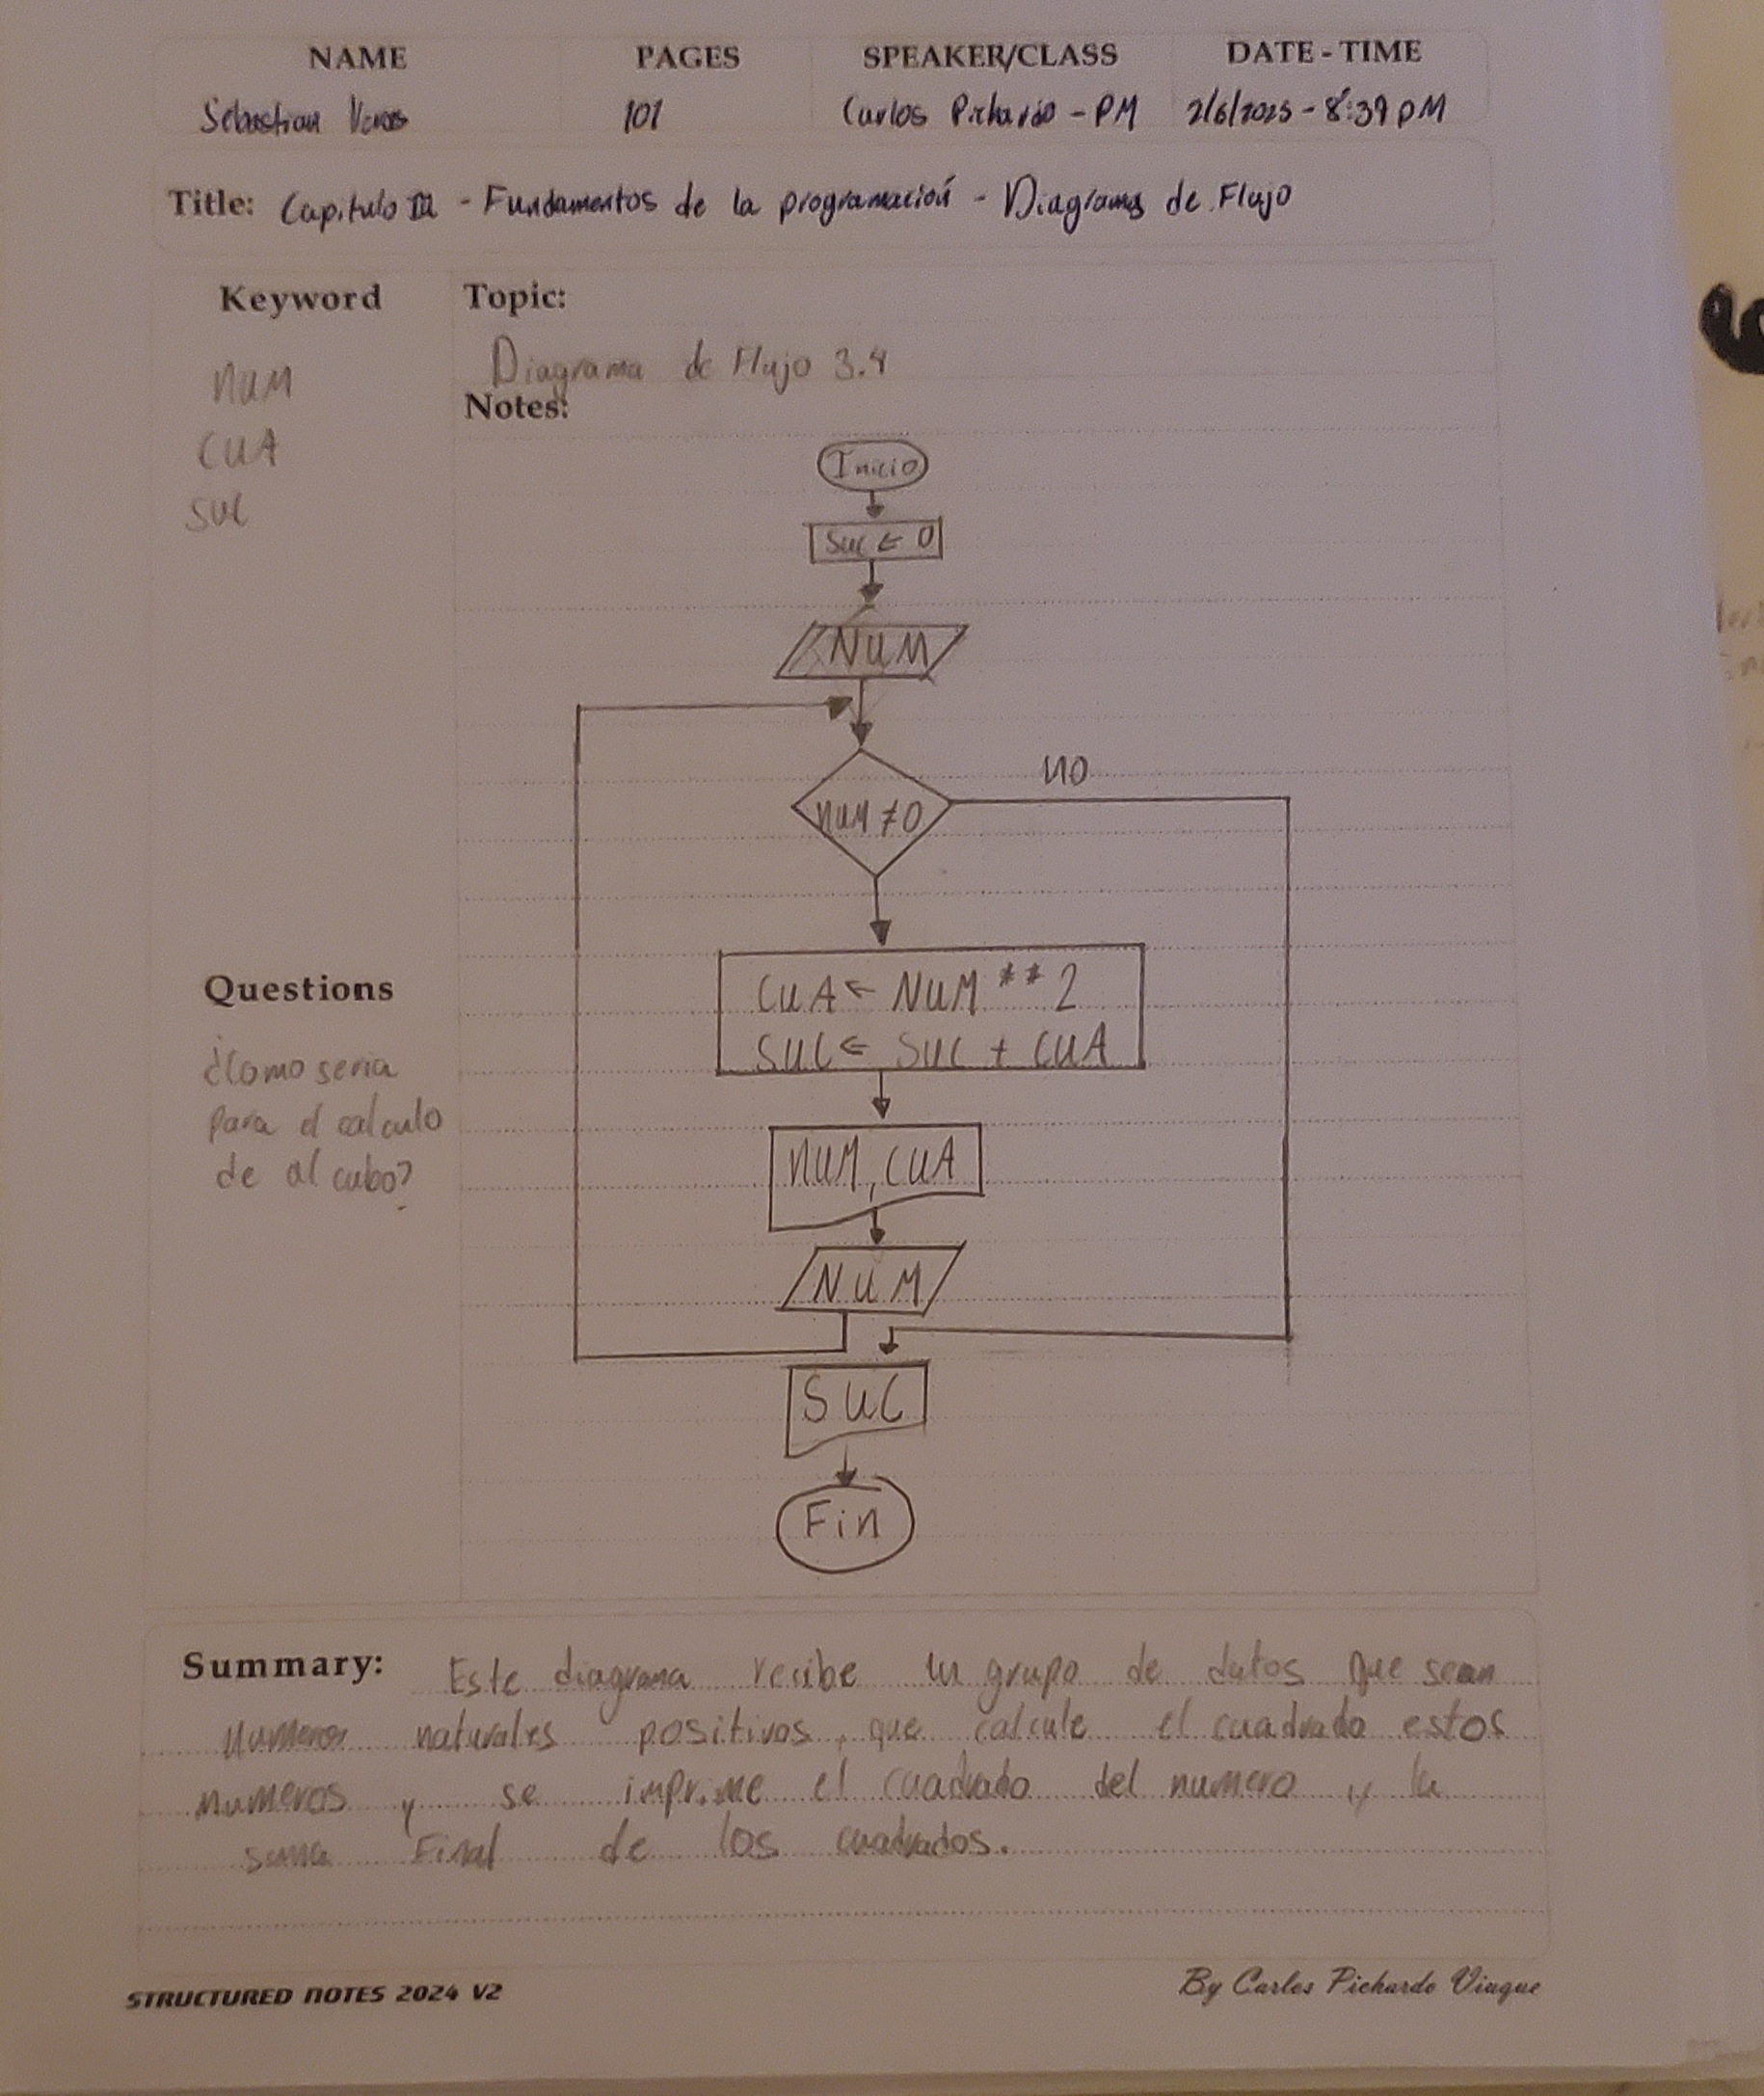 NAME PAGES SPEAKER/CLASS DATE - TIME
Sebastian 101 Carlos Pichardo - PM 2/6/2025 - 8:39 PM
Title: Capitulo III - Fundamentos de la programación - Diagramas de Flujo
Keyword
NUM
CUA
SUC
Topic:
Diagrama de Flujo 3.4
Notes:
Inicio
SUC ← 0
NUM
NUM ≠ 0
NO
CUA ← NUM ** 2
SUC ← SUC + CUA
NUM, CUA
NUM
SUC
Fin
Questions
¿Como seria
para el calculo
de al cubo?
Summary: Este diagrama recibe un grupo de datos que sean
numeros naturales positivos, que calcule el cuadrado estos
numeros y se imprime el cuadrado del numero y la
suma Final de los cuadrados.
STRUCTURED NOTES 2024 V2
By Carlos Pichardo Viuque